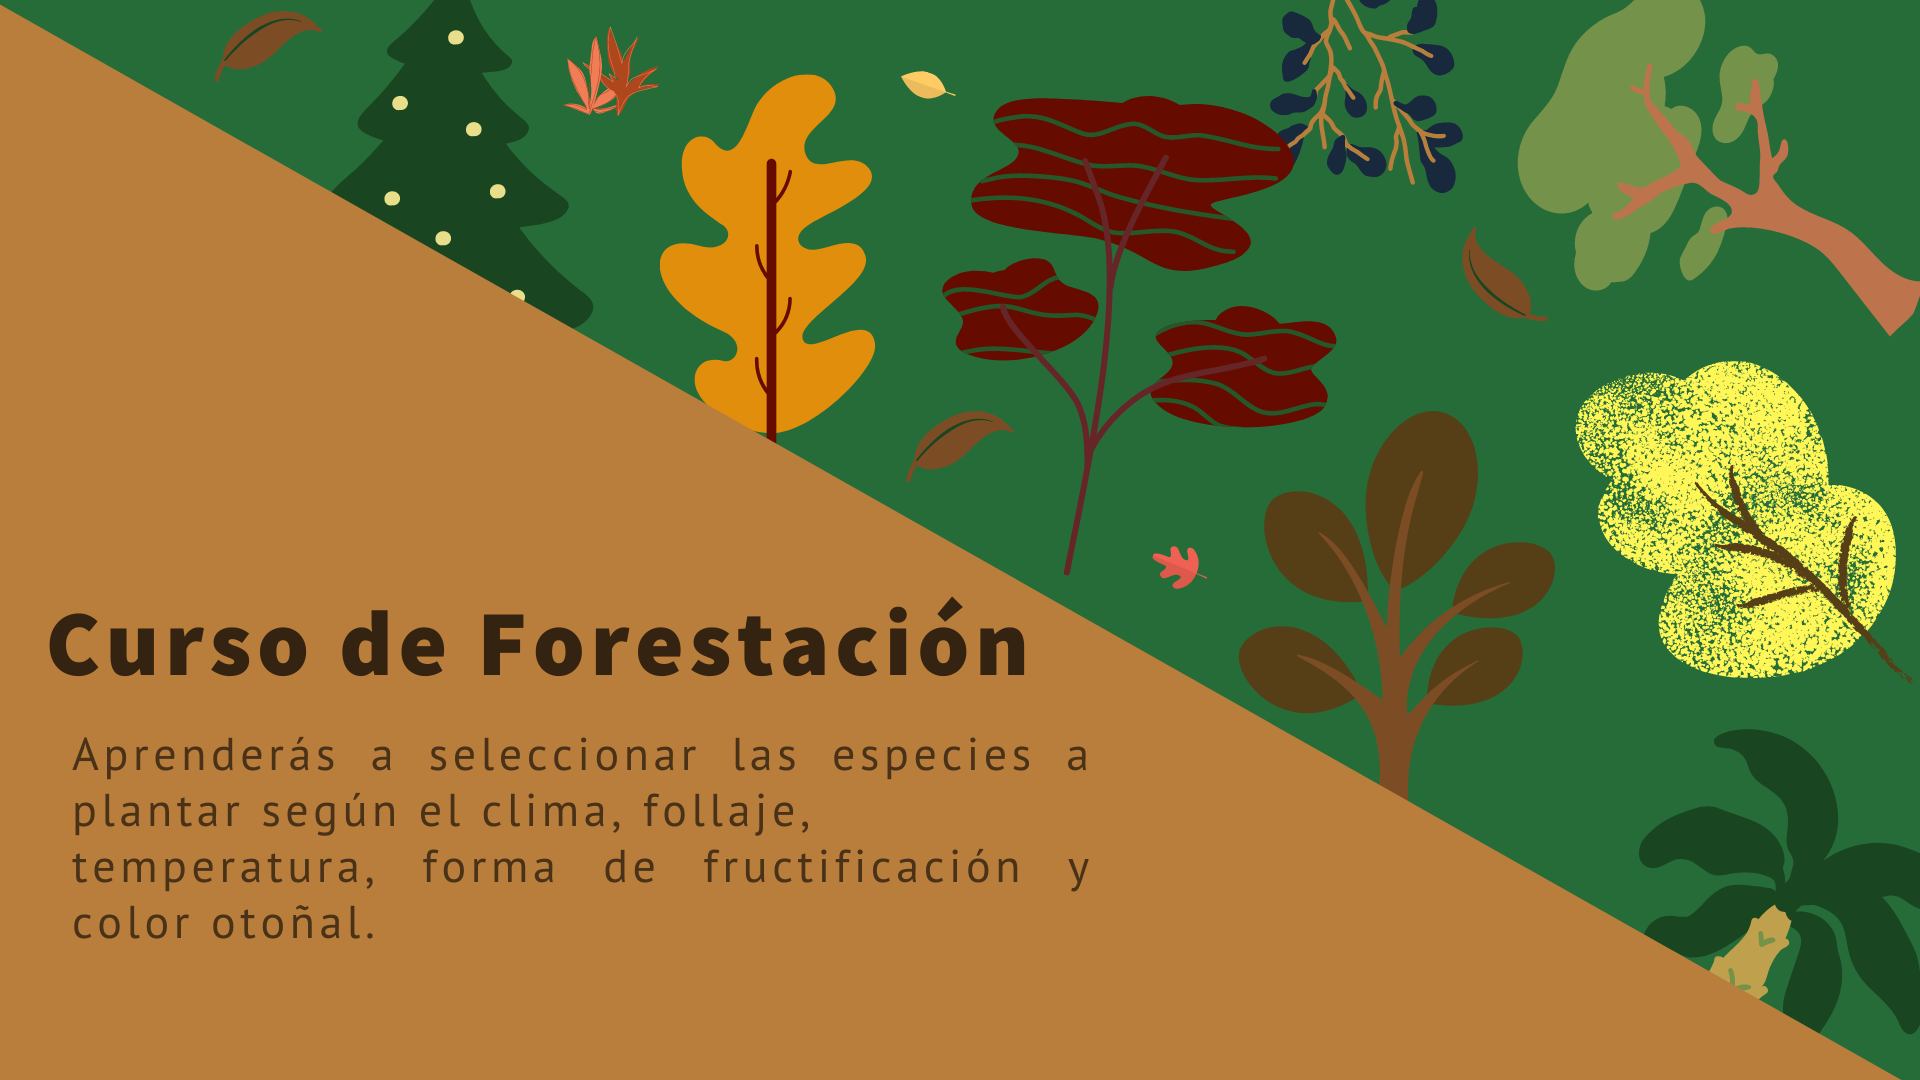 Curso de Forestación
Aprenderás a seleccionar las especies a
plantar según el clima, follaje,
temperatura, forma de fructificación y
color otoñal.